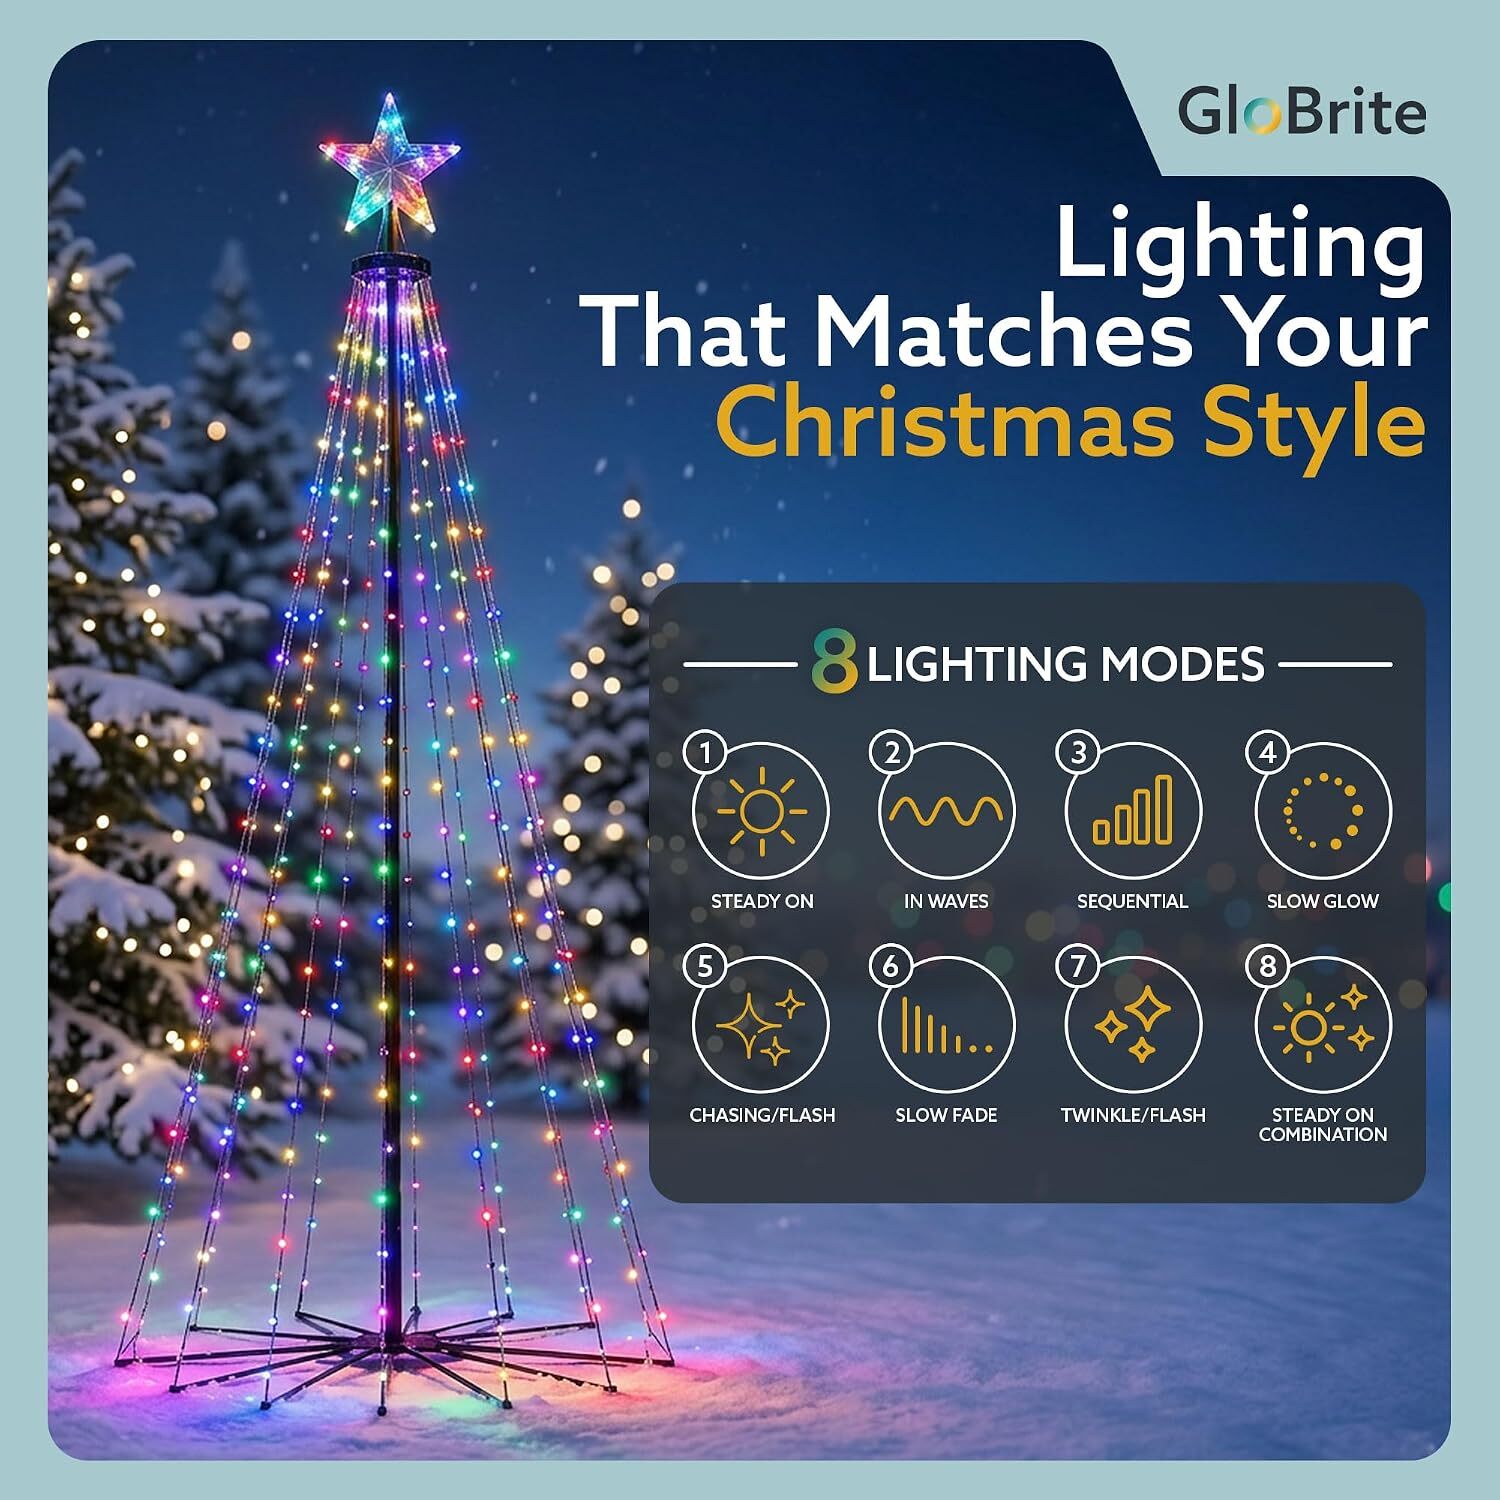 GloBrite
Lighting
That Matches Your
Christmas Style
8 LIGHTING MODES
1
STEADY ON
2
IN WAVES
3
SEQUENTIAL
4
SLOW GLOW
5
CHASING/FLASH
6
SLOW FADE
7
TWINKLE/FLASH
8
STEADY ON
COMBINATION